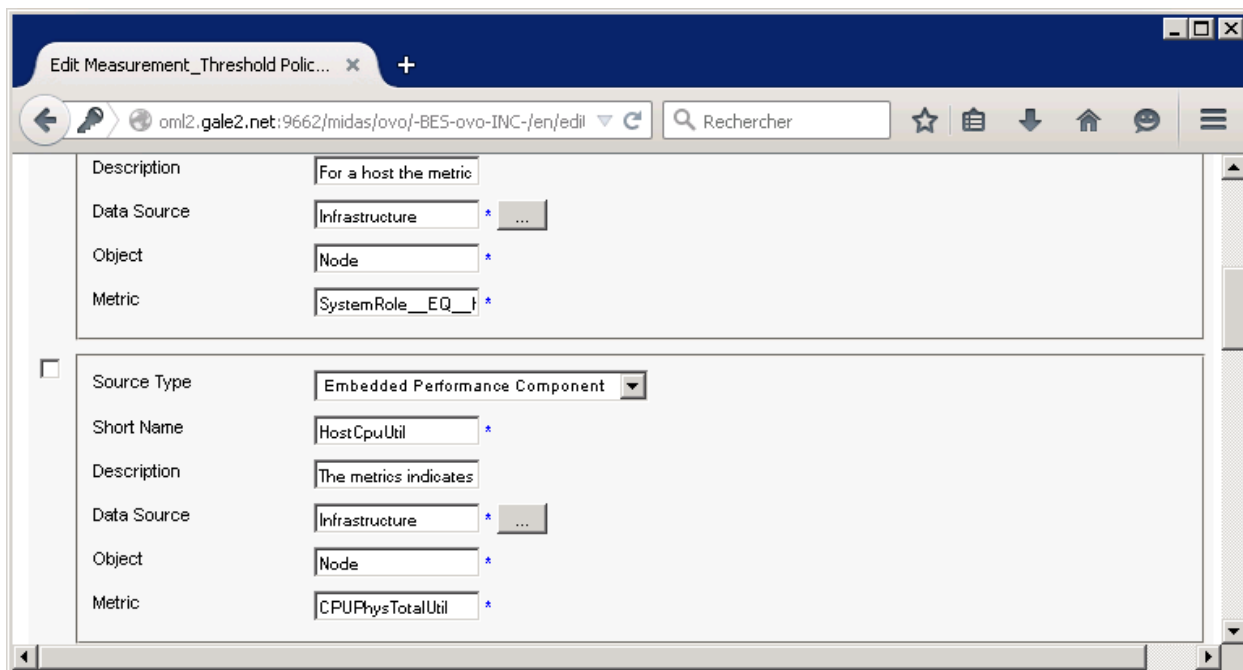 Edit Measurement_Threshold Polic...
oml2.gale2.net:9662/midas/ovo/-BES-ovo-INC-/en/edit
Rechercher
Description For a host the metric
Data Source Infrastructure * ...
Object Node *
Metric SystemRole__EQ__ *
Source Type Embedded Performance Component
Short Name HostCpuUtil *
Description The metrics indicates
Data Source Infrastructure * ...
Object Node *
Metric CPUPhysTotalUtil *